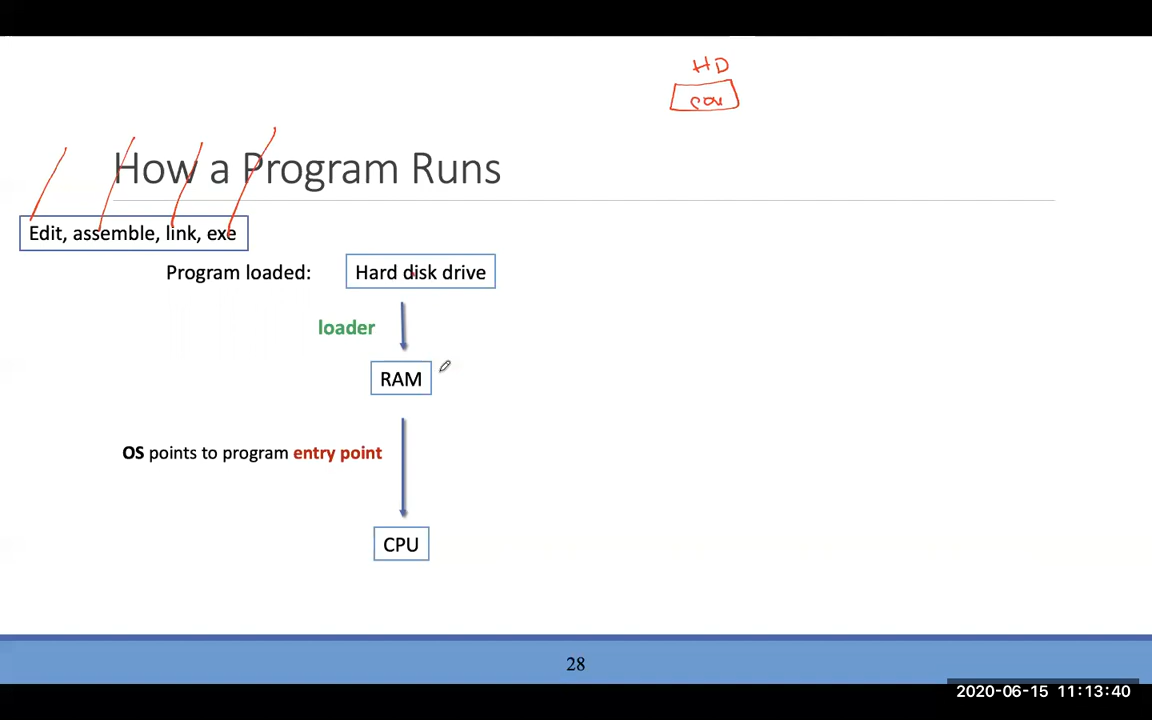 HD
How a Program Runs
Edit, assemble, link, exe
Program loaded:
Hard disk drive
loader
RAM
OS points to program entry point
CPU
28
2020-06-15 11:13:40